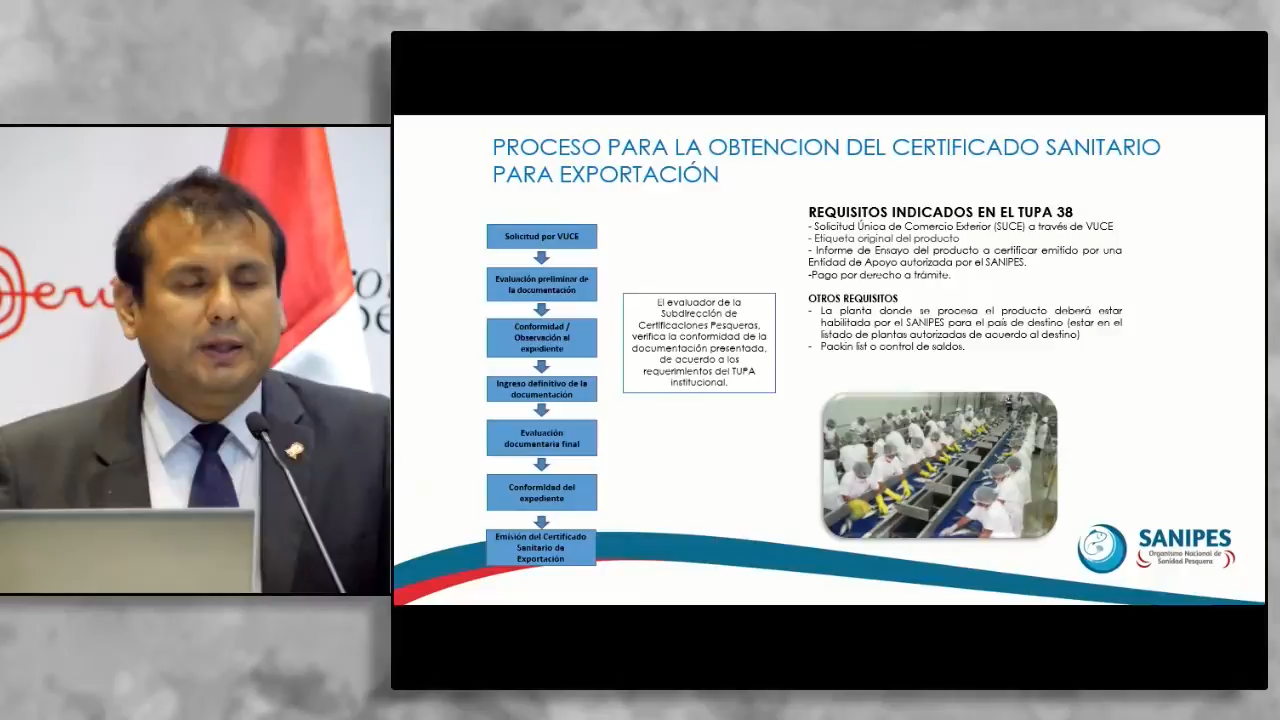 PROCESO PARA LA OBTENCION DEL CERTIFICADO SANITARIO
PARA EXPORTACIÓN
Solicitud por VUCE
Evaluación preliminar de
la documentación
Conformidad /
Observación al
expediente
Ingreso definitivo de la
documentación
Evaluación
documentaria final
Conformidad del
expediente
Emisión del Certificado
Sanitario de
Exportación
El evaluador de la
Subdirección de
Certificaciones Pesqueras,
verifica la conformidad de la
documentación presentada,
de acuerdo a los
requerimientos del TUPA
institucional.
REQUISITOS INDICADOS EN EL TUPA 38
- Solicitud Única de Comercio Exterior (SUCE) a través de VUCE
- Etiqueta original del producto
- Informe de Ensayo del producto a certificar emitido por una
Entidad de Apoyo autorizada por el SANIPES.
-Pago por derecho a trámite.
OTROS REQUISITOS
- La planta donde se procesa el producto deberá estar
habilitada por el SANIPES para el país de destino (estar en el
listado de plantas autorizadas de acuerdo al destino)
- Packin list o control de saldos.
SANIPES
Organismo Nacional de
Sanidad Pesquera